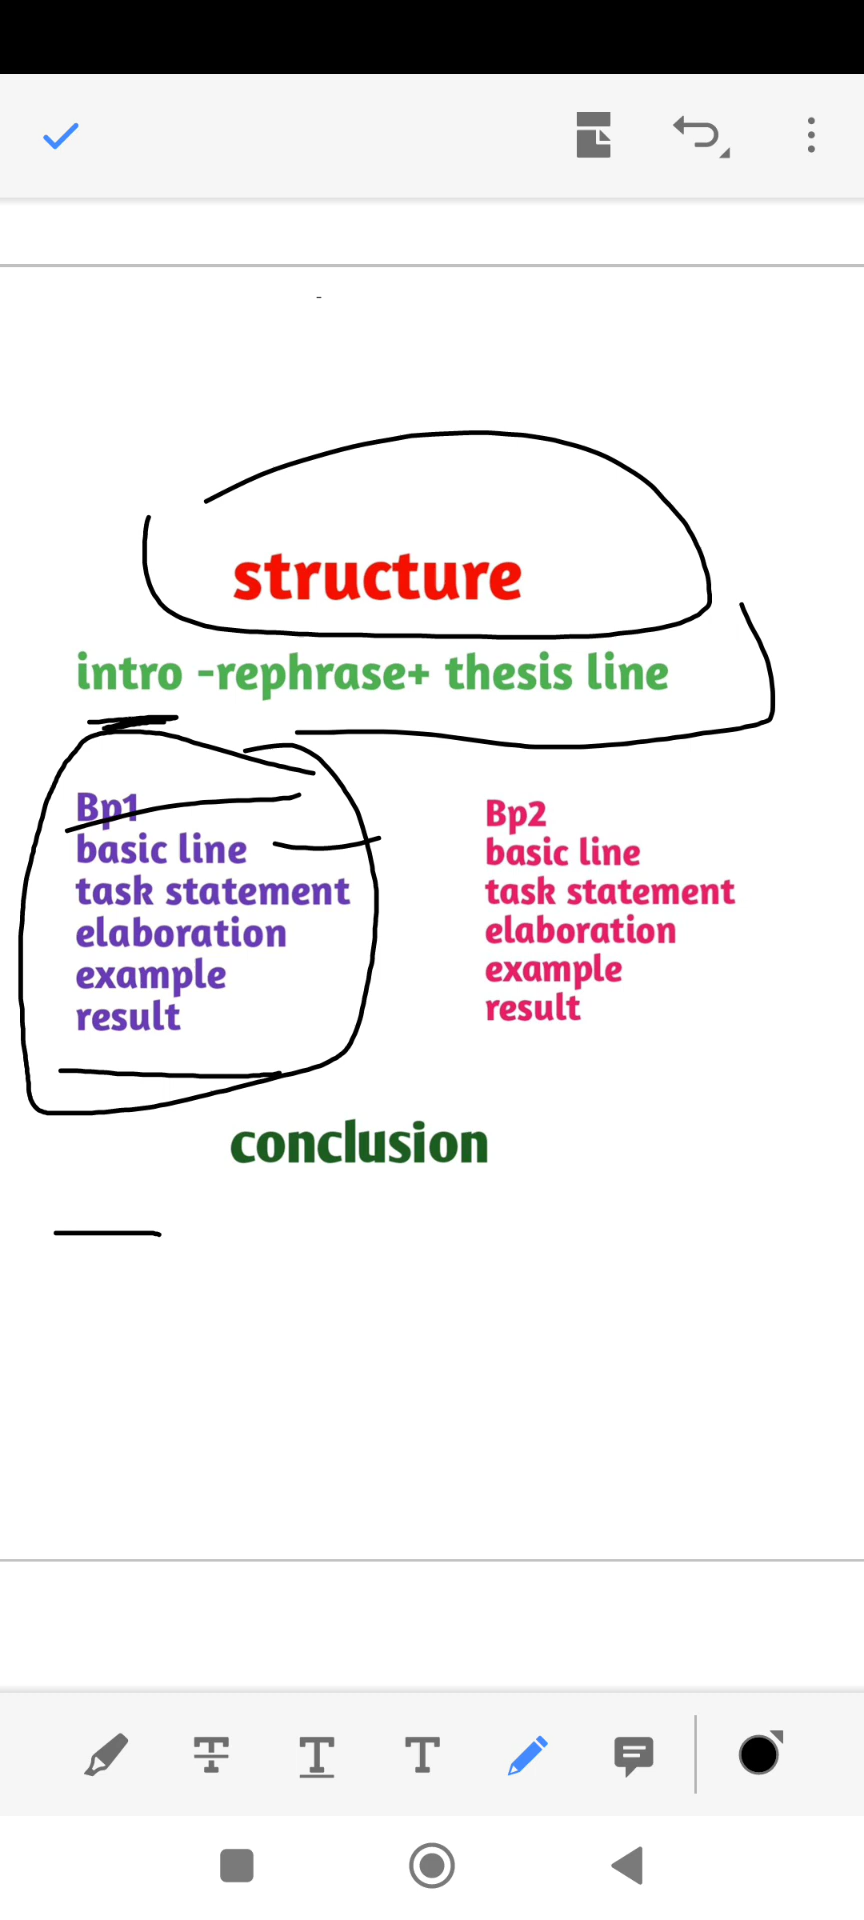 structure
intro -rephrase+ thesis line
Bp1
basic line
task statement
elaboration
example
result
Bp2
basic line
task statement
elaboration
example
result
conclusion